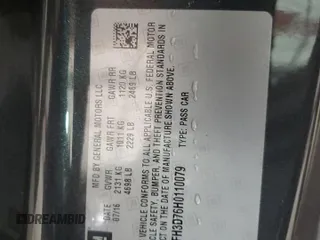 MFD BY GENERAL MOTORS LLC
DATE GVWR GAWR FRT GAWR RR
07/16 2131 KG 1011 KG 1120 KG
4698 LB 2229 LB 2469 LB
VEHICLE CONFORMS TO ALL APPLICABLE U.S. FEDERAL MOTOR
VEHICLE SAFETY, BUMPER, AND THEFT PREVENTION STANDARDS IN
ON THE DATE OF MANUFACTURE SHOWN ABOVE.
FH3D76H0110079 TYPE: PASS CAR
DREAMBID